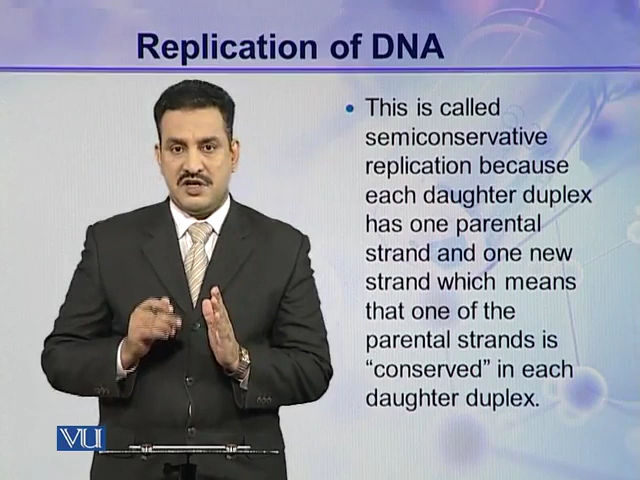 Replication of DNA
• This is called
semiconservative
replication because
each daughter duplex
has one parental
strand and one new
strand which means
that one of the
parental strands is
“conserved” in each
daughter duplex.
VU